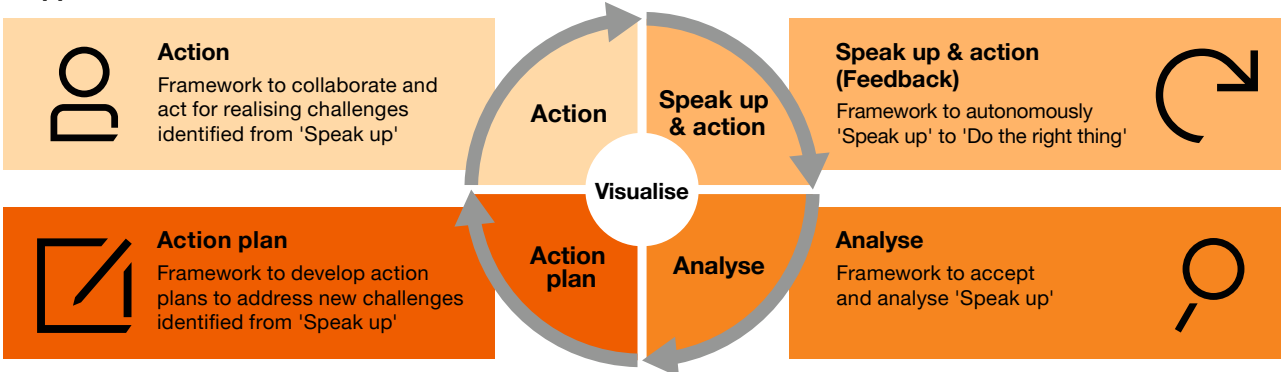 Action
Framework to collaborate and
act for realising challenges
identified from 'Speak up'
Action
Speak up
& action
Speak up & action
(Feedback)
Framework to autonomously
'Speak up' to 'Do the right thing'
Visualise
Action plan
Framework to develop action
plans to address new challenges
identified from 'Speak up'
Action
plan
Analyse
Analyse
Framework to accept
and analyse 'Speak up'